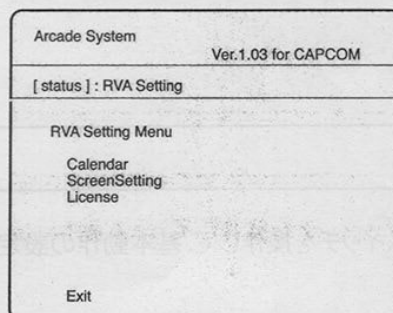 Arcade System
Ver.1.03 for CAPCOM
[ status ] : RVA Setting
RVA Setting Menu
Calendar
ScreenSetting
License
Exit